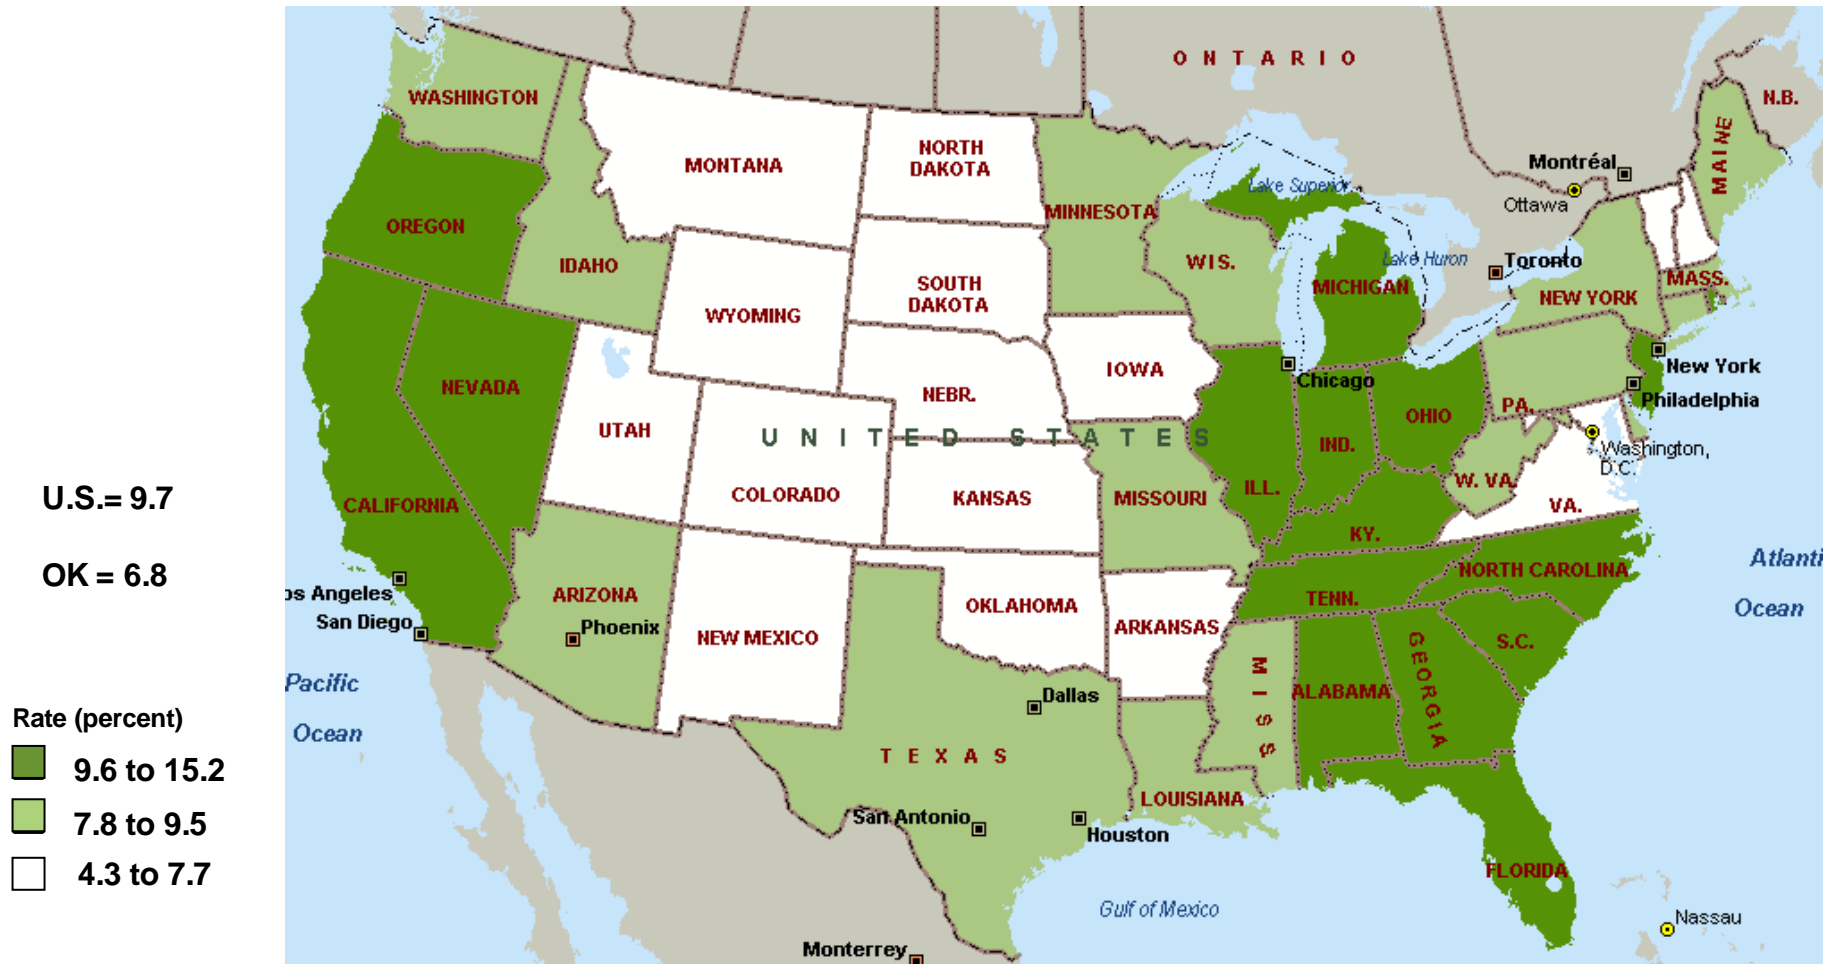 U.S.= 9.7
OK = 6.8
Rate (percent)
9.6 to 15.2
7.8 to 9.5
4.3 to 7.7
ONTARIO
N.B.
WASHINGTON
MAINE
NORTH
DAKOTA
MONTANA
Montréal
Ottawa
Lake Superior
MINNESOTA
OREGON
IDAHO
WIS.
Lake Huron
Toronto
MASS.
SOUTH
DAKOTA
MICHIGAN
NEW YORK
WYOMING
New York
IOWA
Chicago
NEVADA
NEBR.
Philadelphia
PA.
OHIO
UTAH
UNITED STATES
IND.
Washington,
D.C.
W. VA.
ILL.
COLORADO
KANSAS
MISSOURI
CALIFORNIA
VA.
KY.
Atlanti
Ocean
NORTH CAROLINA
os Angeles
ARIZONA
TENN.
OKLAHOMA
San Diego
Phoenix
ARKANSAS
NEW MEXICO
S.C.
GEORGIA
MISS
Pacific
Ocean
Dallas
ALABAMA
TEXAS
LOUISIANA
San Antonio
Houston
FLORIDA
Gulf of Mexico
Nassau
Monterrey